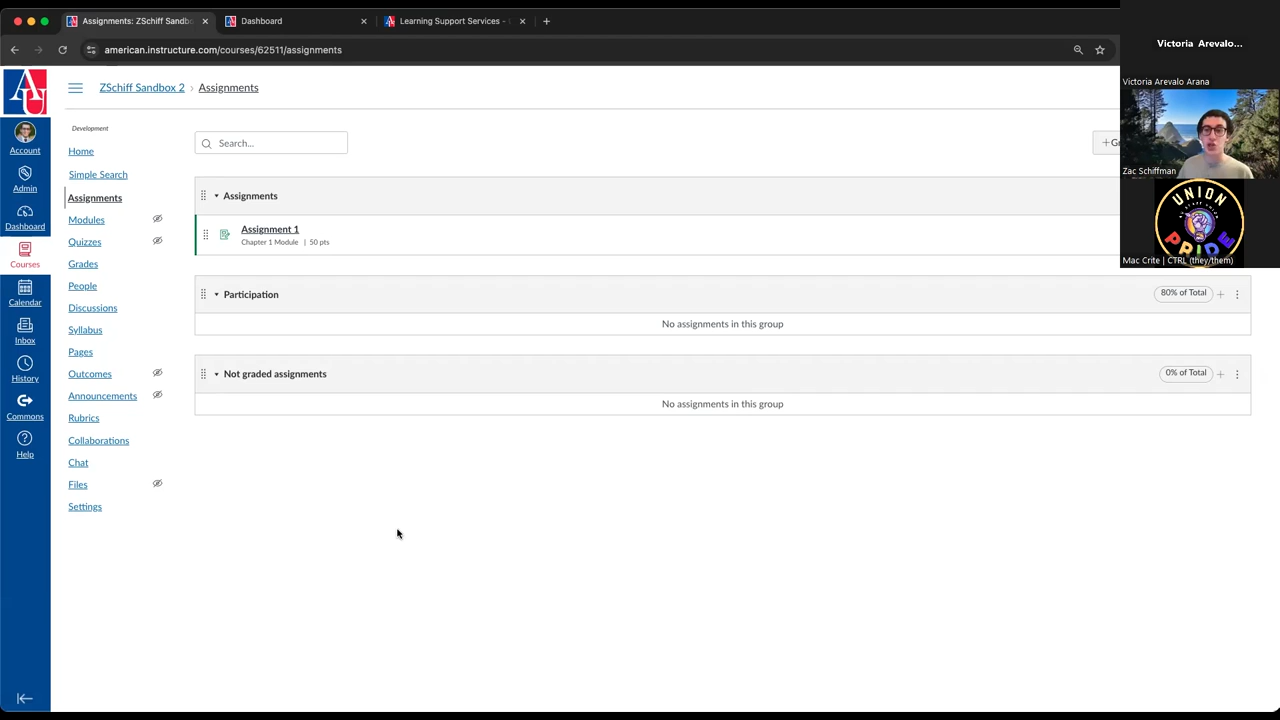 Assignments: ZSchiff Sandbo
Dashboard
Learning Support Services -
american.instructure.com/courses/62511/assignments
Victoria Arevalo...
Victoria Arevalo Arana
Zac Schiffman
UNION
PRIDE
Mac Crite | CTRL (they/them)
AU
Account
Admin
Dashboard
Courses
Calendar
Inbox
History
Commons
Help
ZSchiff Sandbox 2 › Assignments
Development
Home
Simple Search
Assignments
Modules
Quizzes
Grades
People
Discussions
Syllabus
Pages
Outcomes
Announcements
Rubrics
Collaborations
Chat
Files
Settings
Search...
+G
Assignments
Assignment 1
Chapter 1 Module | 50 pts
Participation
80% of Total
No assignments in this group
Not graded assignments
0% of Total
No assignments in this group